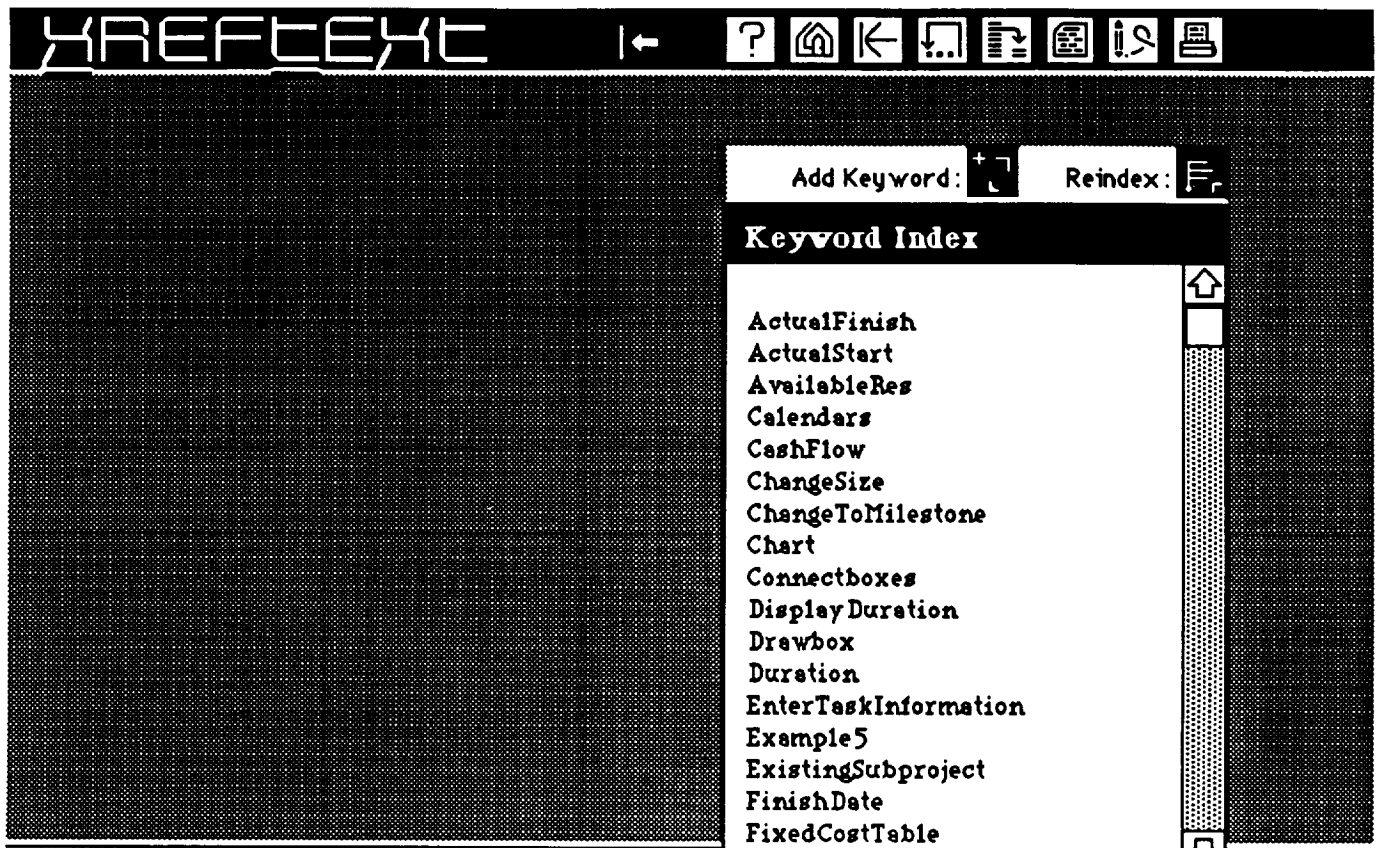 XREFTEXT
?
Add Keyword: Reindex:
Keyword Index
ActualFinish
ActualStart
AvailableRes
Calendars
CashFlow
ChangeSize
ChangeToMilestone
Chart
Connectboxes
DisplayDuration
Drawbox
Duration
EnterTaskInformation
Example5
ExistingSubproject
FinishDate
FixedCostTable